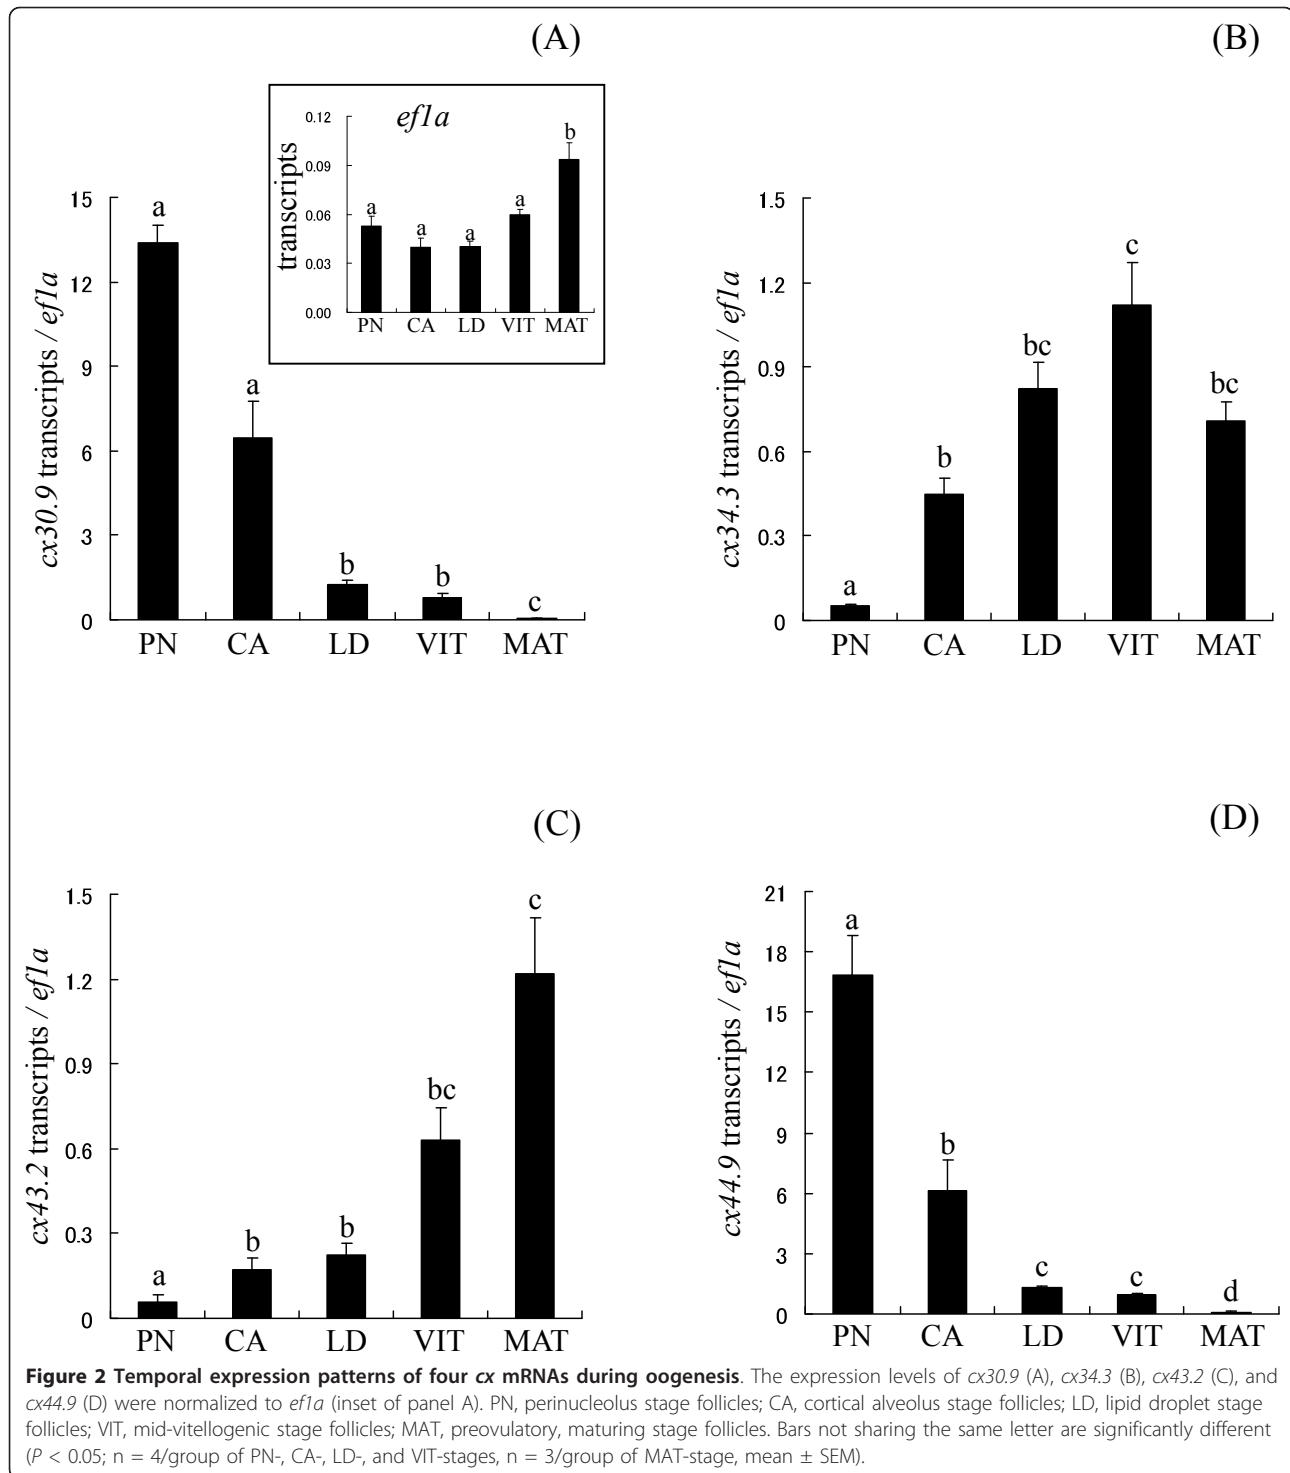 (A)
(B)
ef1a
transcripts
0.12
0.09
0.06
0.03
0.00
a
a
a
a
b
PN
CA
LD
VIT
MAT
cx30.9 transcripts / ef1a
15
12
9
6
3
0
a
a
b
b
c
PN
CA
LD
VIT
MAT
cx34.3 transcripts / ef1a
1.5
1.2
0.9
0.6
0.3
0
a
b
bc
c
bc
PN
CA
LD
VIT
MAT
(C)
(D)
cx43.2 transcripts / ef1a
1.5
1.2
0.9
0.6
0.3
0
a
b
b
bc
c
PN
CA
LD
VIT
MAT
cx44.9 transcripts / ef1a
21
18
15
12
9
6
3
0
a
b
c
c
d
PN
CA
LD
VIT
MAT
Figure 2 Temporal expression patterns of four cx mRNAs during oogenesis. The expression levels of cx30.9 (A), cx34.3 (B), cx43.2 (C), and
cx44.9 (D) were normalized to ef1a (inset of panel A). PN, perinucleolus stage follicles; CA, cortical alveolus stage follicles; LD, lipid droplet stage
follicles; VIT, mid-vitellogenic stage follicles; MAT, preovulatory, maturing stage follicles. Bars not sharing the same letter are significantly different
(P < 0.05; n = 4/group of PN-, CA-, LD-, and VIT-stages, n = 3/group of MAT-stage, mean ± SEM).